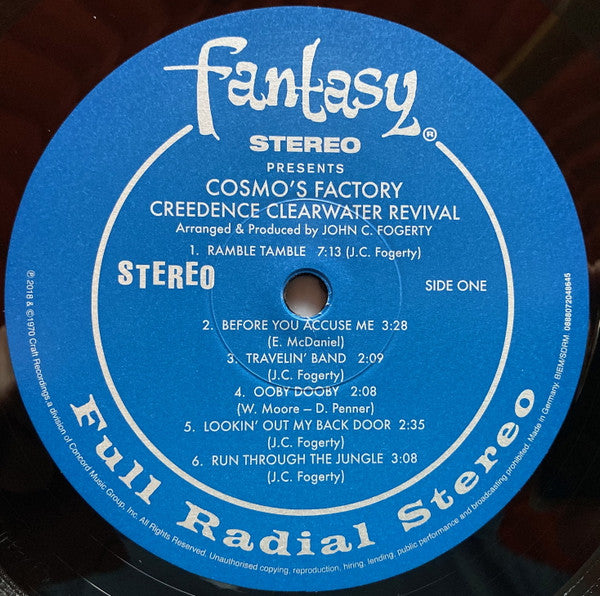 fantasy®
STEREO
PRESENTS
COSMO'S FACTORY
CREEDENCE CLEARWATER REVIVAL
Arranged & Produced by JOHN C. FOGERTY
1. RAMBLE TAMBLE 7:13 (J.C. Fogerty)
STEREO
SIDE ONE
2. BEFORE YOU ACCUSE ME 3:28
(E. McDaniel)
3. TRAVELIN' BAND 2:09
(J.C. Fogerty)
4. OOBY DOOBY 2:08
(W. Moore – D. Penner)
5. LOOKIN' OUT MY BACK DOOR 2:35
(J.C. Fogerty)
6. RUN THROUGH THE JUNGLE 3:08
(J.C. Fogerty)
Full Radial Stereo
℗ 2018 & ©1970 Craft Recordings, a division of Concord Music Group, Inc. All Rights Reserved. Unauthorised copying, reproduction, hiring, lending, public performance and broadcasting prohibited. Made in Germany. BIEM/SDRM 0888072048645